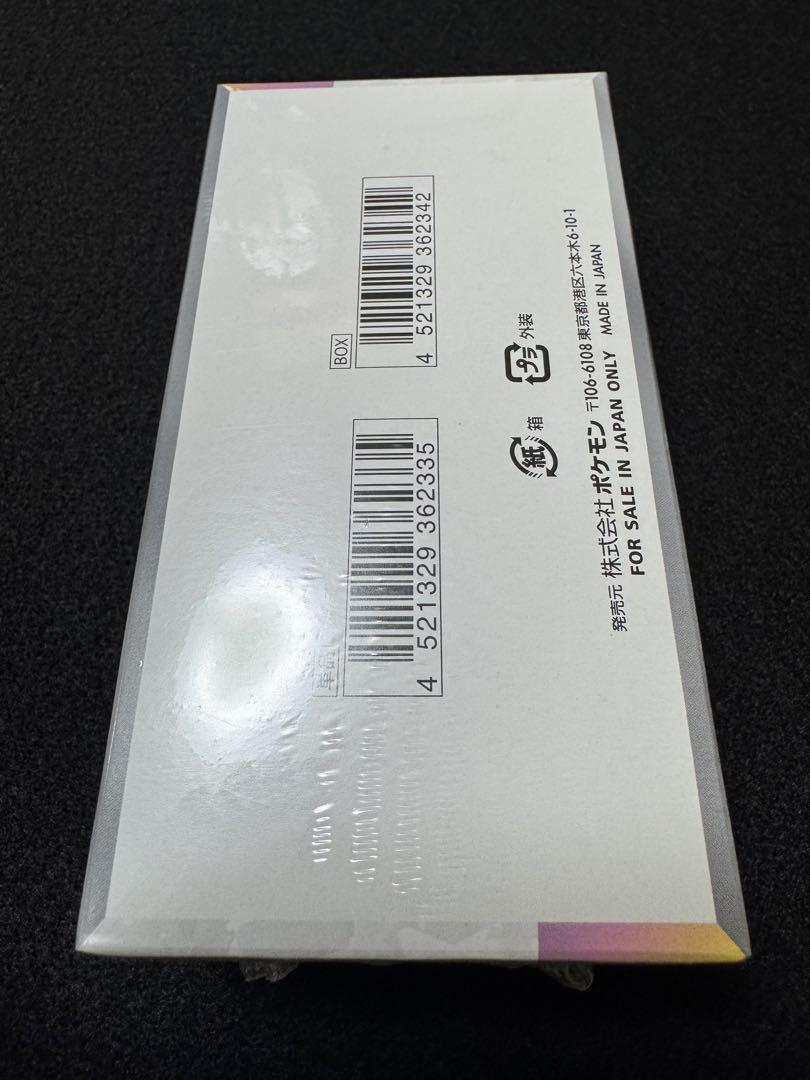 BOX
4 521329 362342
単品
4 521329 362335
プラ 外装
紙 箱
発売元 株式会社 ポケモン 〒106-6108 東京都港区六本木6-10-1
FOR SALE IN JAPAN ONLY MADE IN JAPAN